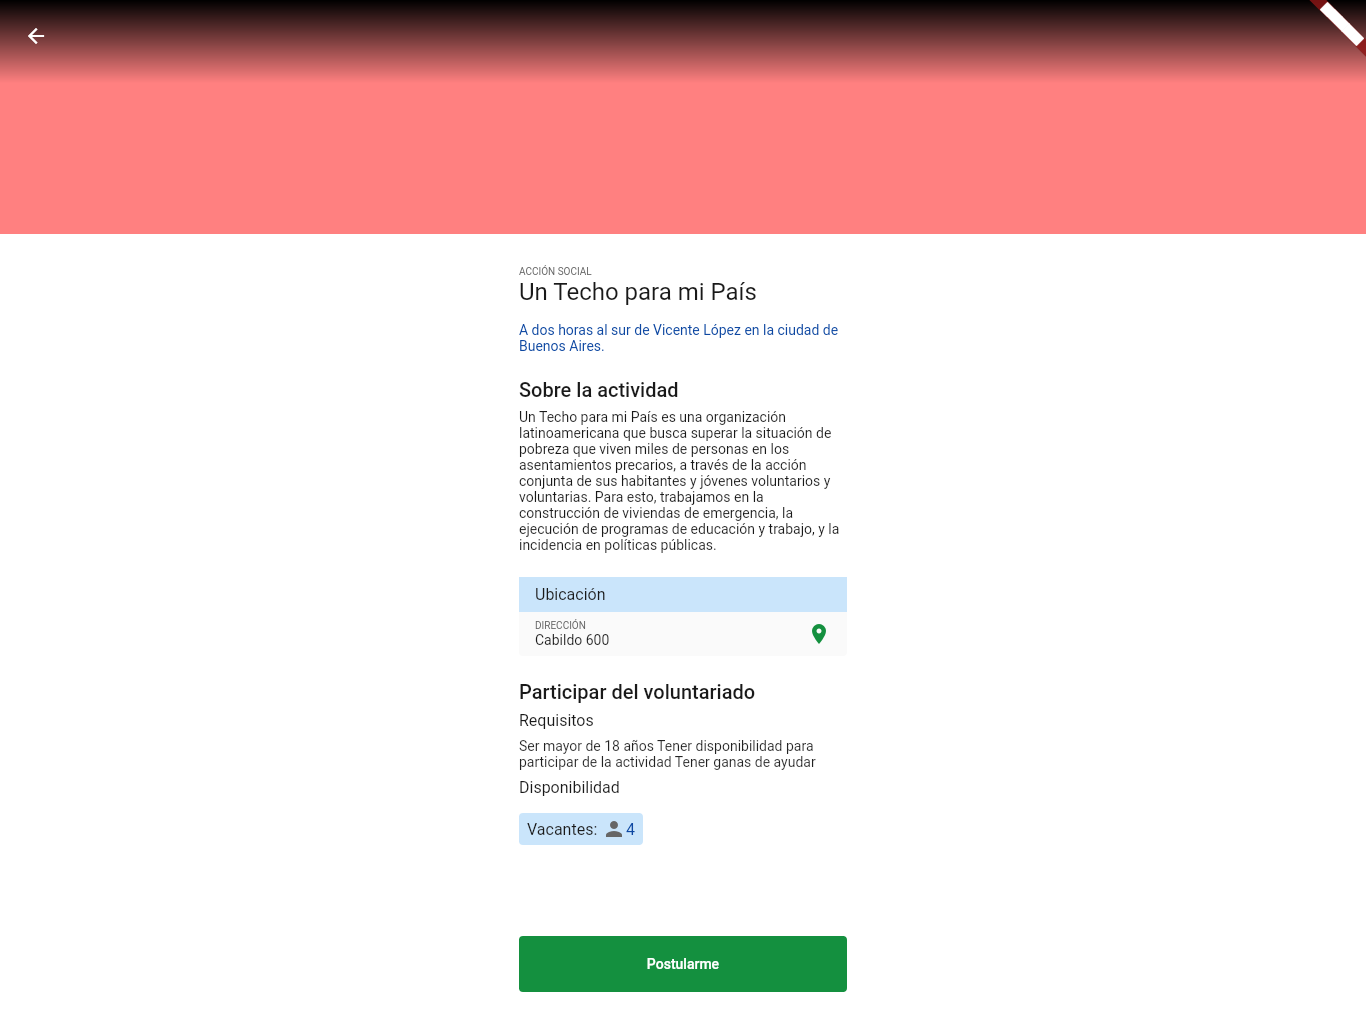 ACCIÓN SOCIAL
Un Techo para mi País
A dos horas al sur de Vicente López en la ciudad de
Buenos Aires.
Sobre la actividad
Un Techo para mi País es una organización
latinoamericana que busca superar la situación de
pobreza que viven miles de personas en los
asentamientos precarios, a través de la acción
conjunta de sus habitantes y jóvenes voluntarios y
voluntarias. Para esto, trabajamos en la
construcción de viviendas de emergencia, la
ejecución de programas de educación y trabajo, y la
incidencia en políticas públicas.
Ubicación
DIRECCIÓN
Cabildo 600
Participar del voluntariado
Requisitos
Ser mayor de 18 años Tener disponibilidad para
participar de la actividad Tener ganas de ayudar
Disponibilidad
Vacantes: 4
Postularme